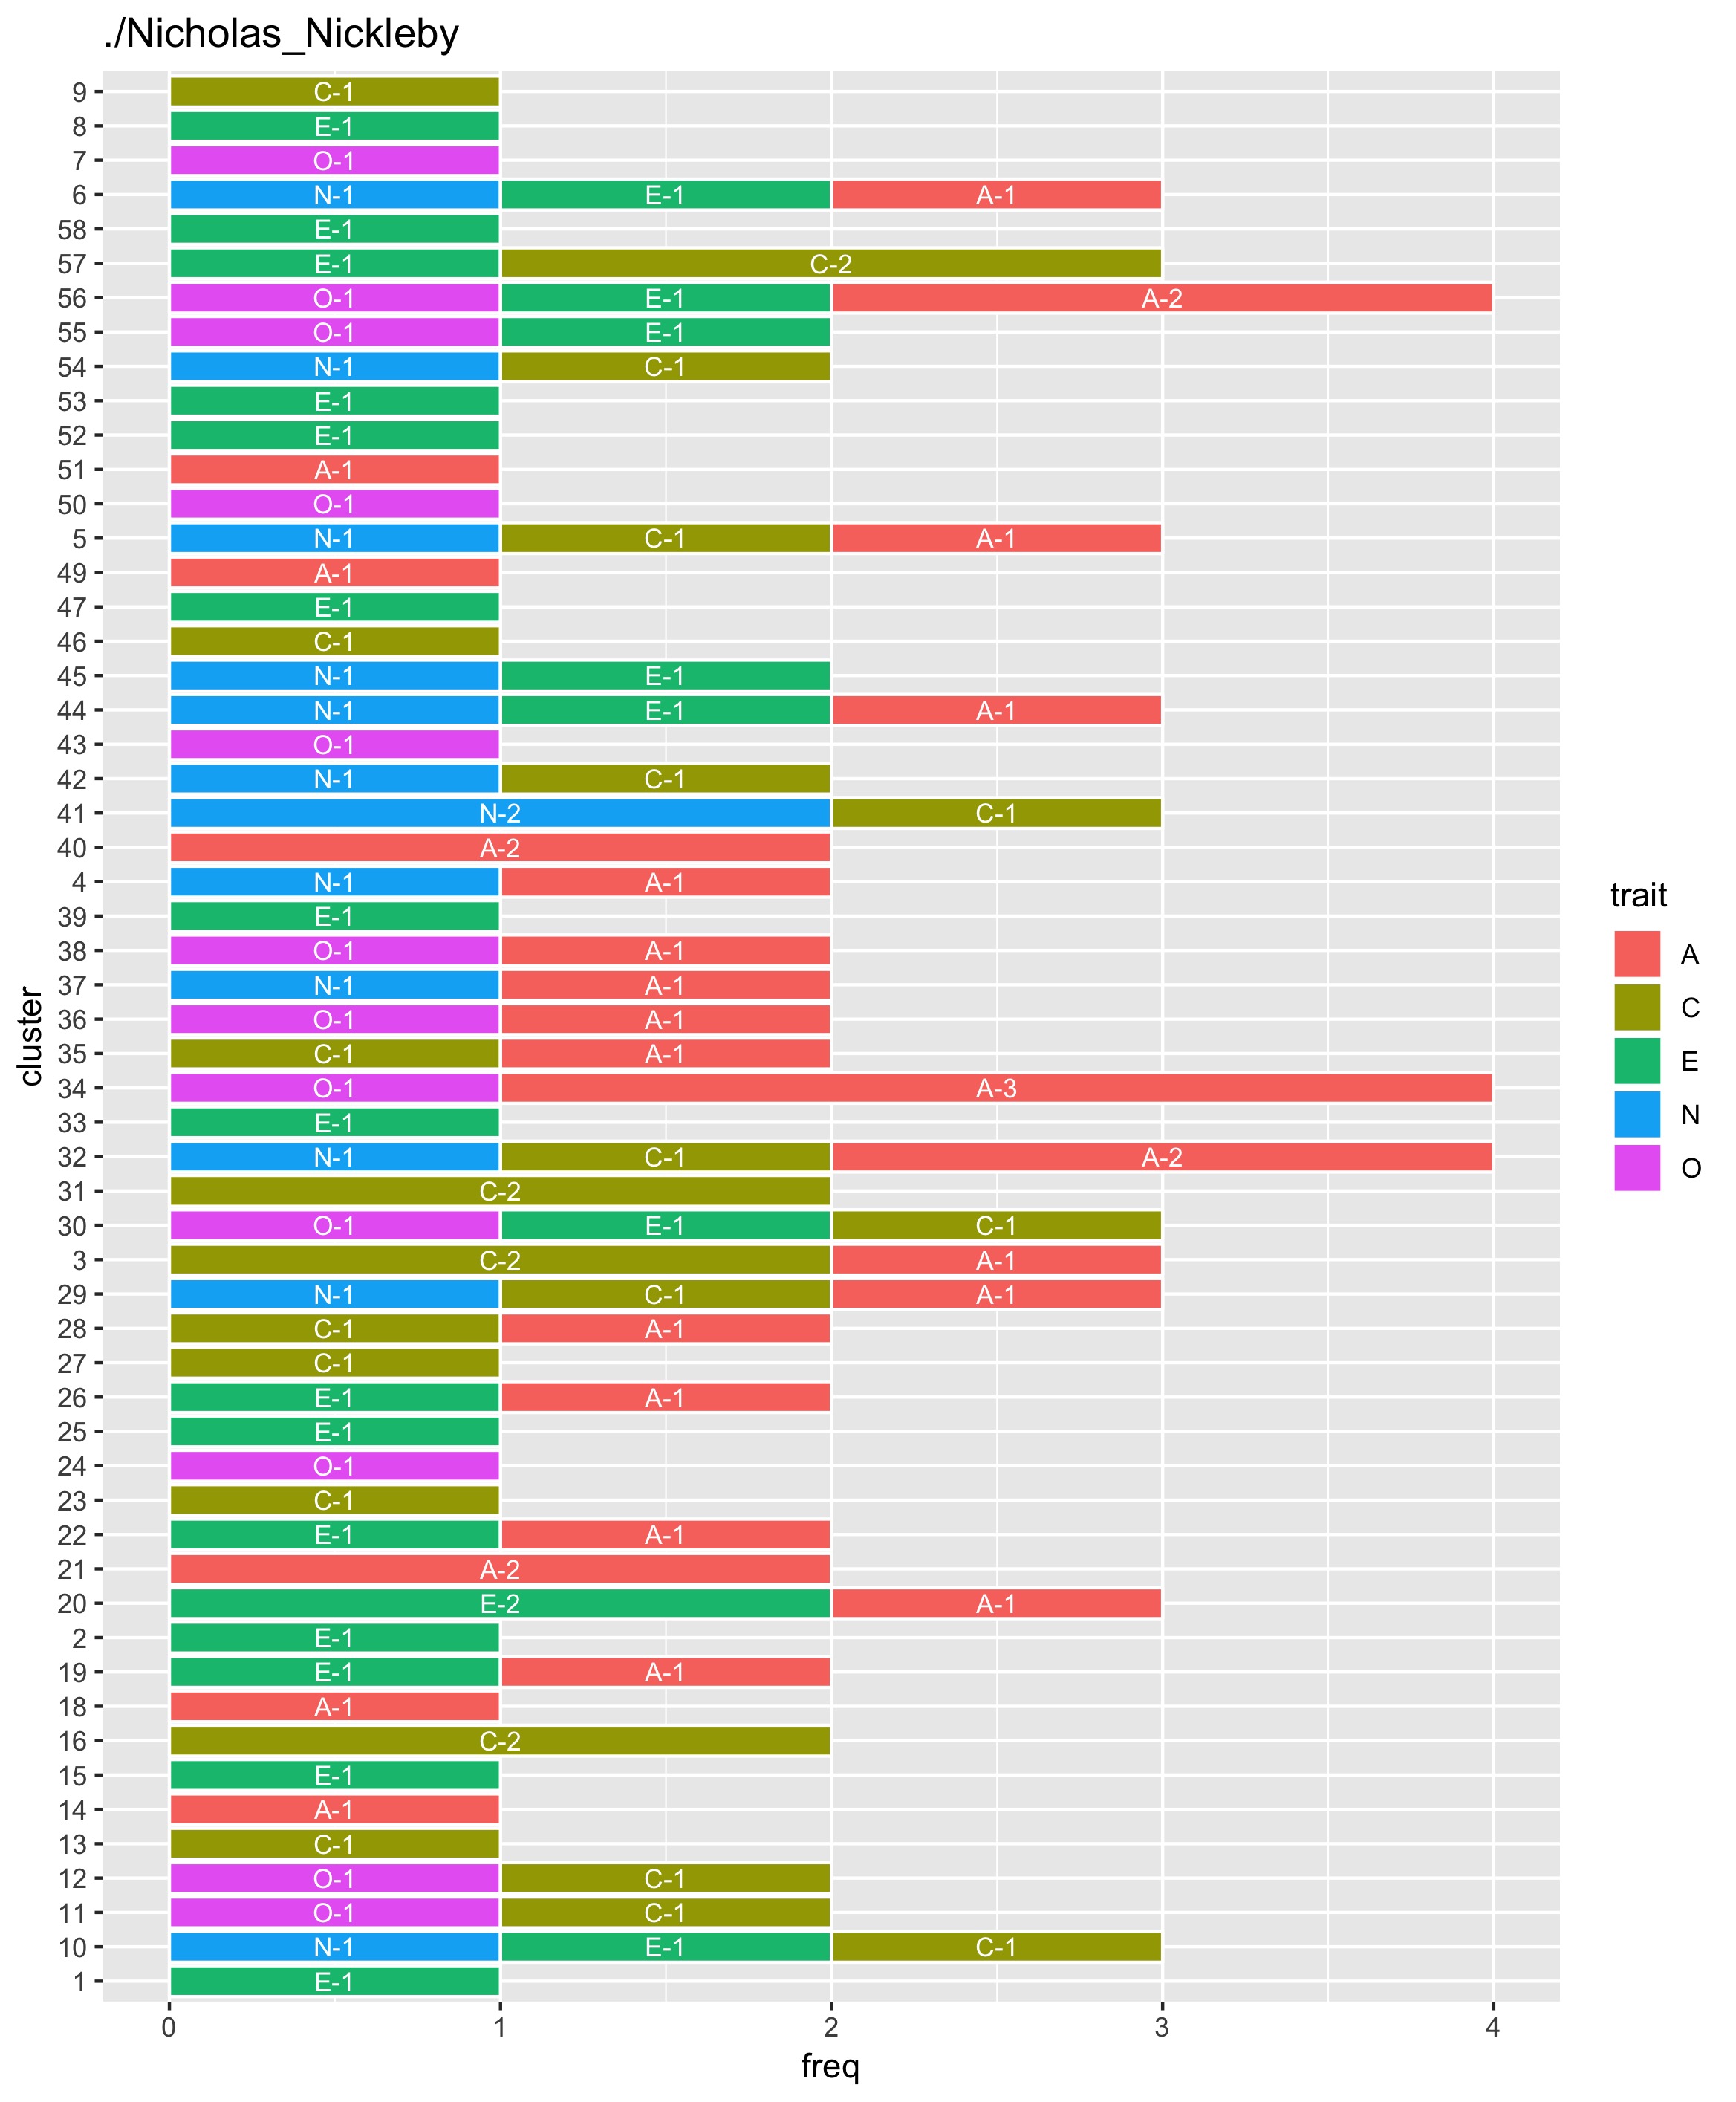 ./Nicholas_Nickleby
9 C-1
8 E-1
7 O-1
6 N-1 E-1 A-1
58 E-1
57 E-1 C-2
56 O-1 E-1 A-2
55 O-1 E-1
54 N-1 C-1
53 E-1
52 E-1
51 A-1
50 O-1
5 N-1 C-1 A-1
49 A-1
47 E-1
46 C-1
45 N-1 E-1
44 N-1 E-1 A-1
43 O-1
42 N-1 C-1
41 N-2 C-1
40 A-2
4 N-1 A-1
39 E-1
38 O-1 A-1
37 N-1 A-1
36 O-1 A-1
35 C-1 A-1
34 O-1 A-3
33 E-1
32 N-1 C-1 A-2
31 C-2
30 O-1 E-1 C-1
3 C-2 A-1
29 N-1 C-1 A-1
28 C-1 A-1
27 C-1
26 E-1 A-1
25 E-1
24 O-1
23 C-1
22 E-1 A-1
21 A-2
20 E-2 A-1
2 E-1
19 E-1 A-1
18 A-1
16 C-2
15 E-1
14 A-1
13 C-1
12 O-1 C-1
11 O-1 C-1
10 N-1 E-1 C-1
1 E-1
0 1 2 3 4
freq
cluster
trait
A
C
E
N
O